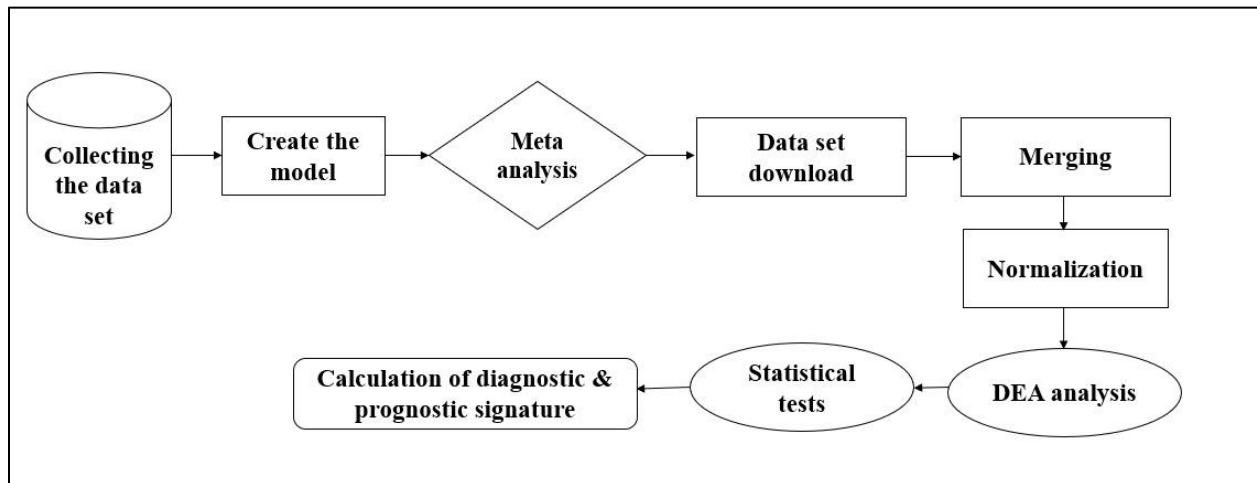 Collecting
the data
set
Create the
model
Meta
analysis
Data set
download
Merging
Normalization
DEA analysis
Statistical
tests
Calculation of diagnostic &
prognostic signature